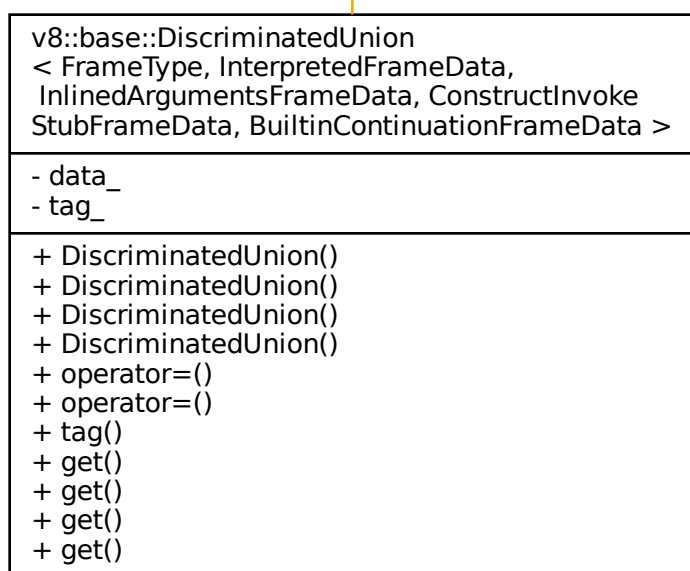 v8::base::DiscriminatedUnion
< FrameType, InterpretedFrameData,
InlinedArgumentsFrameData, ConstructInvoke
StubFrameData, BuiltinContinuationFrameData >
- data_
- tag_
+ DiscriminatedUnion()
+ DiscriminatedUnion()
+ DiscriminatedUnion()
+ DiscriminatedUnion()
+ operator=()
+ operator=()
+ tag()
+ get()
+ get()
+ get()
+ get()